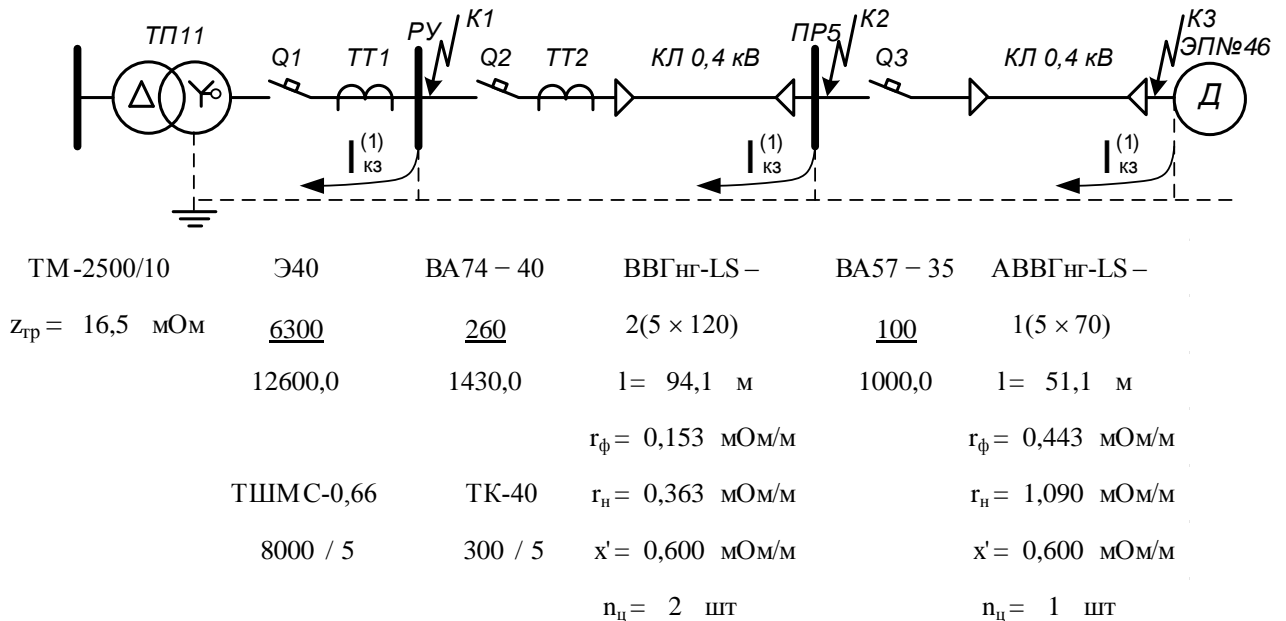 ТП11 Q1 ТТ1 РУ К1 Q2 ТТ2 КЛ 0,4 кВ ПР5 К2 Q3 КЛ 0,4 кВ К3
ЭП№46
Д
I(1)кз I(1)кз I(1)кз
ТМ-2500/10 Э40 ВА74 – 40 ВВГнг-LS – ВА57 – 35 АВВГнг-LS –
zтр = 16,5 мОм 6300 260 2(5 × 120) 100 1(5 × 70)
12600,0 1430,0 l= 94,1 м 1000,0 l= 51,1 м
rф = 0,153 мОм/м rф = 0,443 мОм/м
ТШМС-0,66 ТК-40 rн = 0,363 мОм/м rн = 1,090 мОм/м
8000 / 5 300 / 5 x'= 0,600 мОм/м x'= 0,600 мОм/м
nц = 2 шт nц = 1 шт